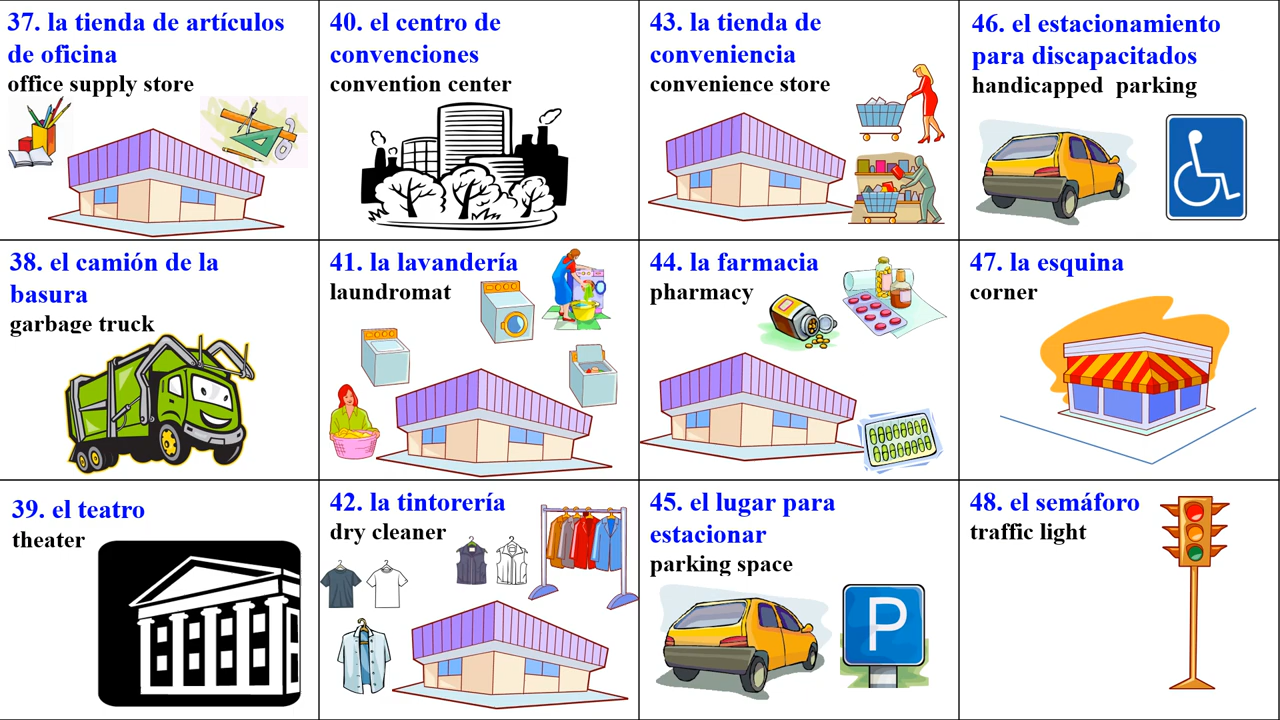 37. la tienda de artículos
de oficina
office supply store
38. el camión de la
basura
garbage truck
39. el teatro
theater
40. el centro de
convenciones
convention center
41. la lavandería
laundromat
42. la tintorería
dry cleaner
43. la tienda de
conveniencia
convenience store
44. la farmacia
pharmacy
45. el lugar para
estacionar
parking space
P
46. el estacionamiento
para discapacitados
handicapped parking
47. la esquina
corner
48. el semáforo
traffic light